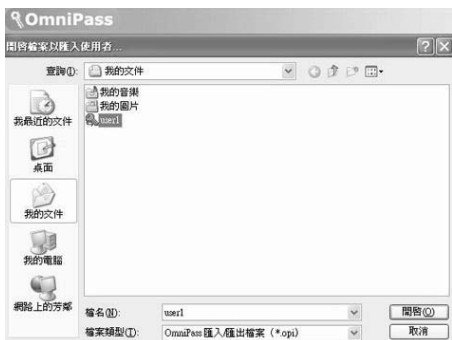 OmniPass
開啓檔案以匯入使用者...
查詢(I):
我的文件
我的音樂
我的圖片
user1
我最近的文件
桌面
我的文件
我的電腦
網路上的芳鄰
檔名(N):
user1
開啓(O)
檔案類型(T):
OmniPass 匯入/匯出檔案 (*.opi)
取消